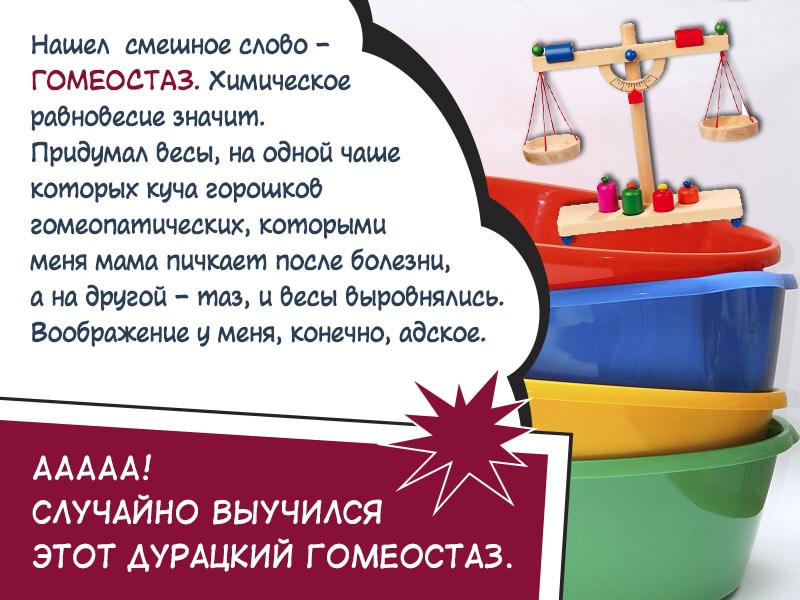 Нашел смешное слово –
ГОМЕОСТАЗ. Химическое
равновесие значит.
Придумал весы, на одной чаше
которых куча горошков
гомеопатических, которыми
меня мама пичкает после болезни,
а на другой – таз, и весы выровнялись.
Воображение у меня, конечно, адское.
ААААА!
СЛУЧАЙНО ВЫУЧИЛСЯ
ЭТОТ ДУРАЦКИЙ ГОМЕОСТАЗ.